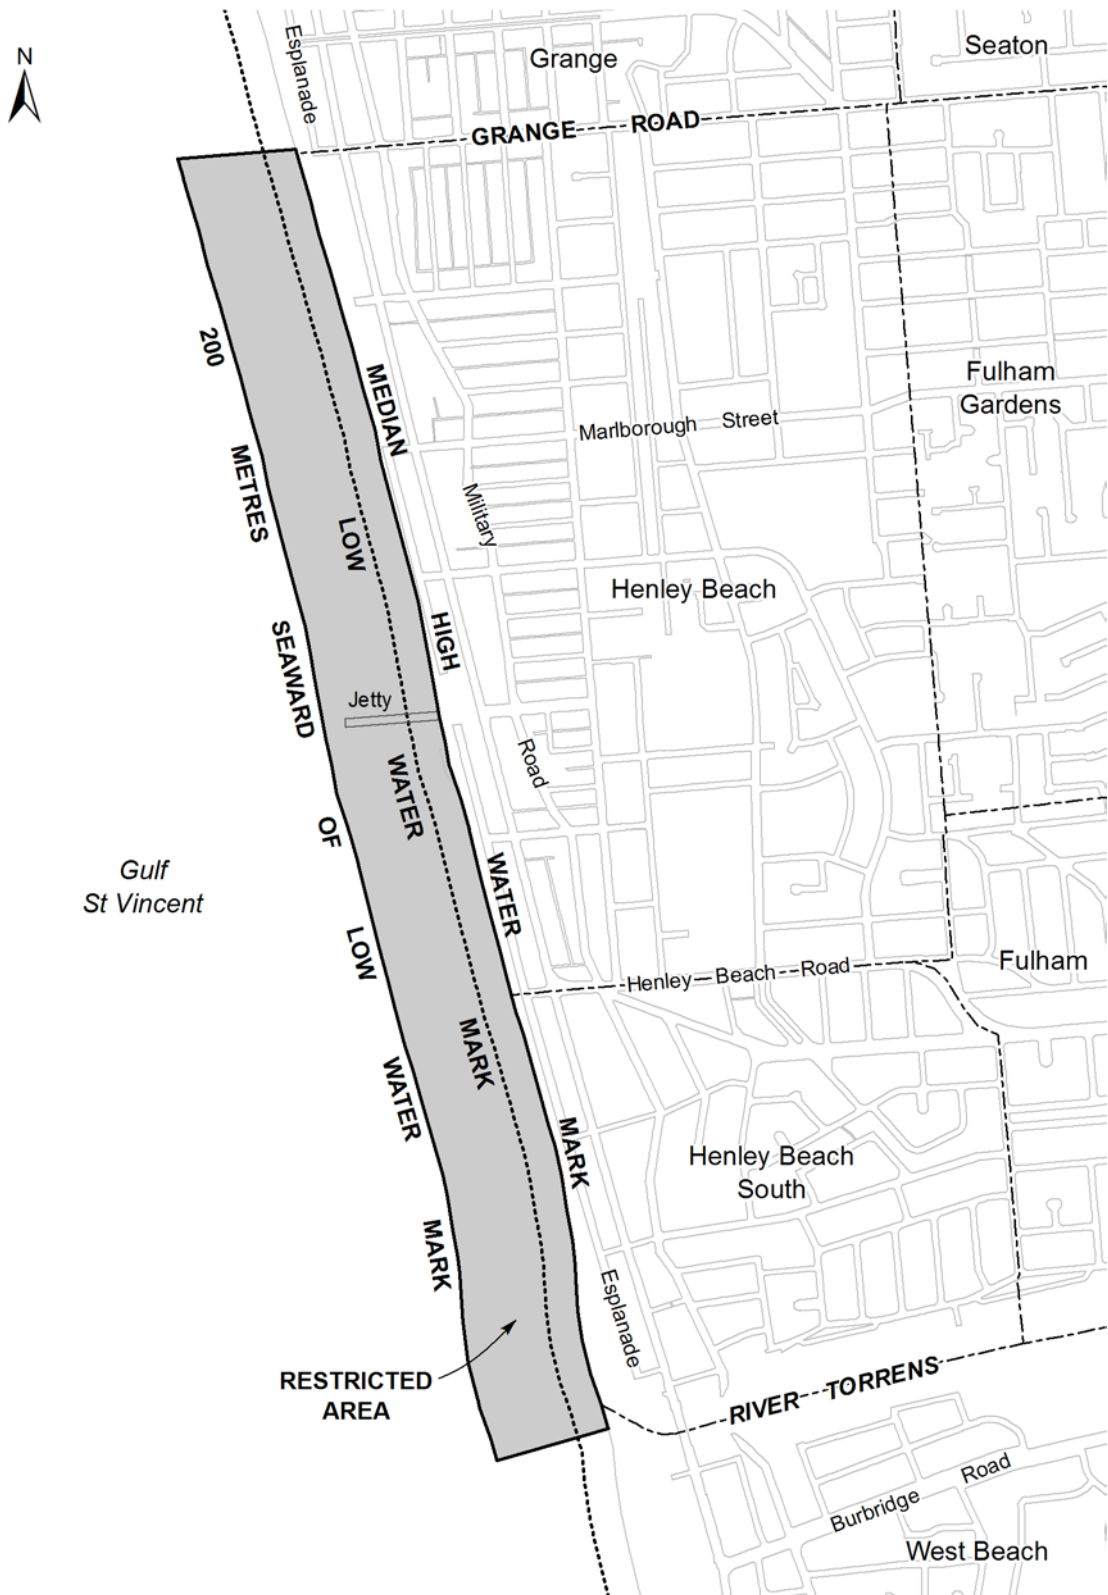 N
Esplanade
Grange
Seaton
GRANGE ROAD
200 METRES SEAWARD OF LOW WATER MARK
MEDIAN HIGH WATER MARK
LOW WATER MARK
Fulham
Gardens
Marlborough Street
Military Road
Henley Beach
Jetty
Gulf
St Vincent
Henley Beach Road
Fulham
Henley Beach
South
Esplanade
RESTRICTED
AREA
RIVER TORRENS
Burbridge Road
West Beach